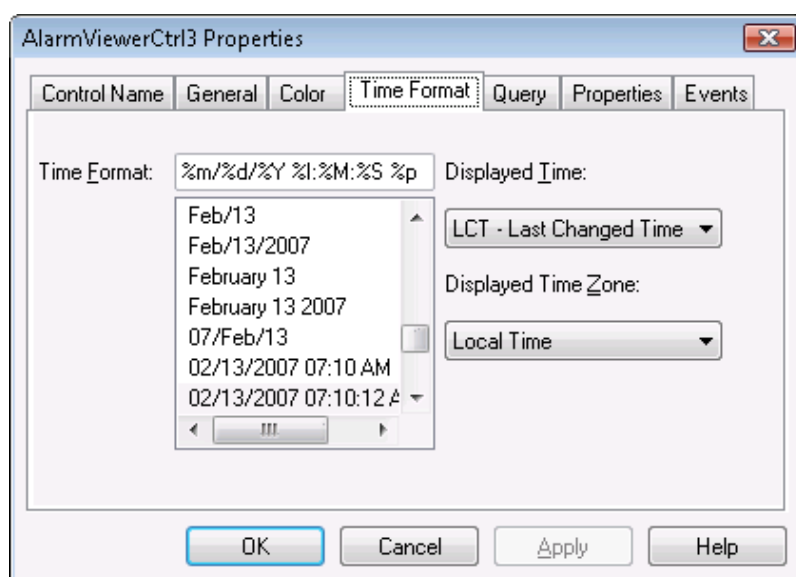 AlarmViewerCtrl3 Properties
Control Name General Color Time Format Query Properties Events
Time Format: %m/%d/%Y %I:%M:%S %p Displayed Time:
Feb/13
Feb/13/2007
February 13
February 13 2007
07/Feb/13
02/13/2007 07:10 AM
02/13/2007 07:10:12 A
LCT - Last Changed Time
Displayed Time Zone:
Local Time
OK Cancel Apply Help